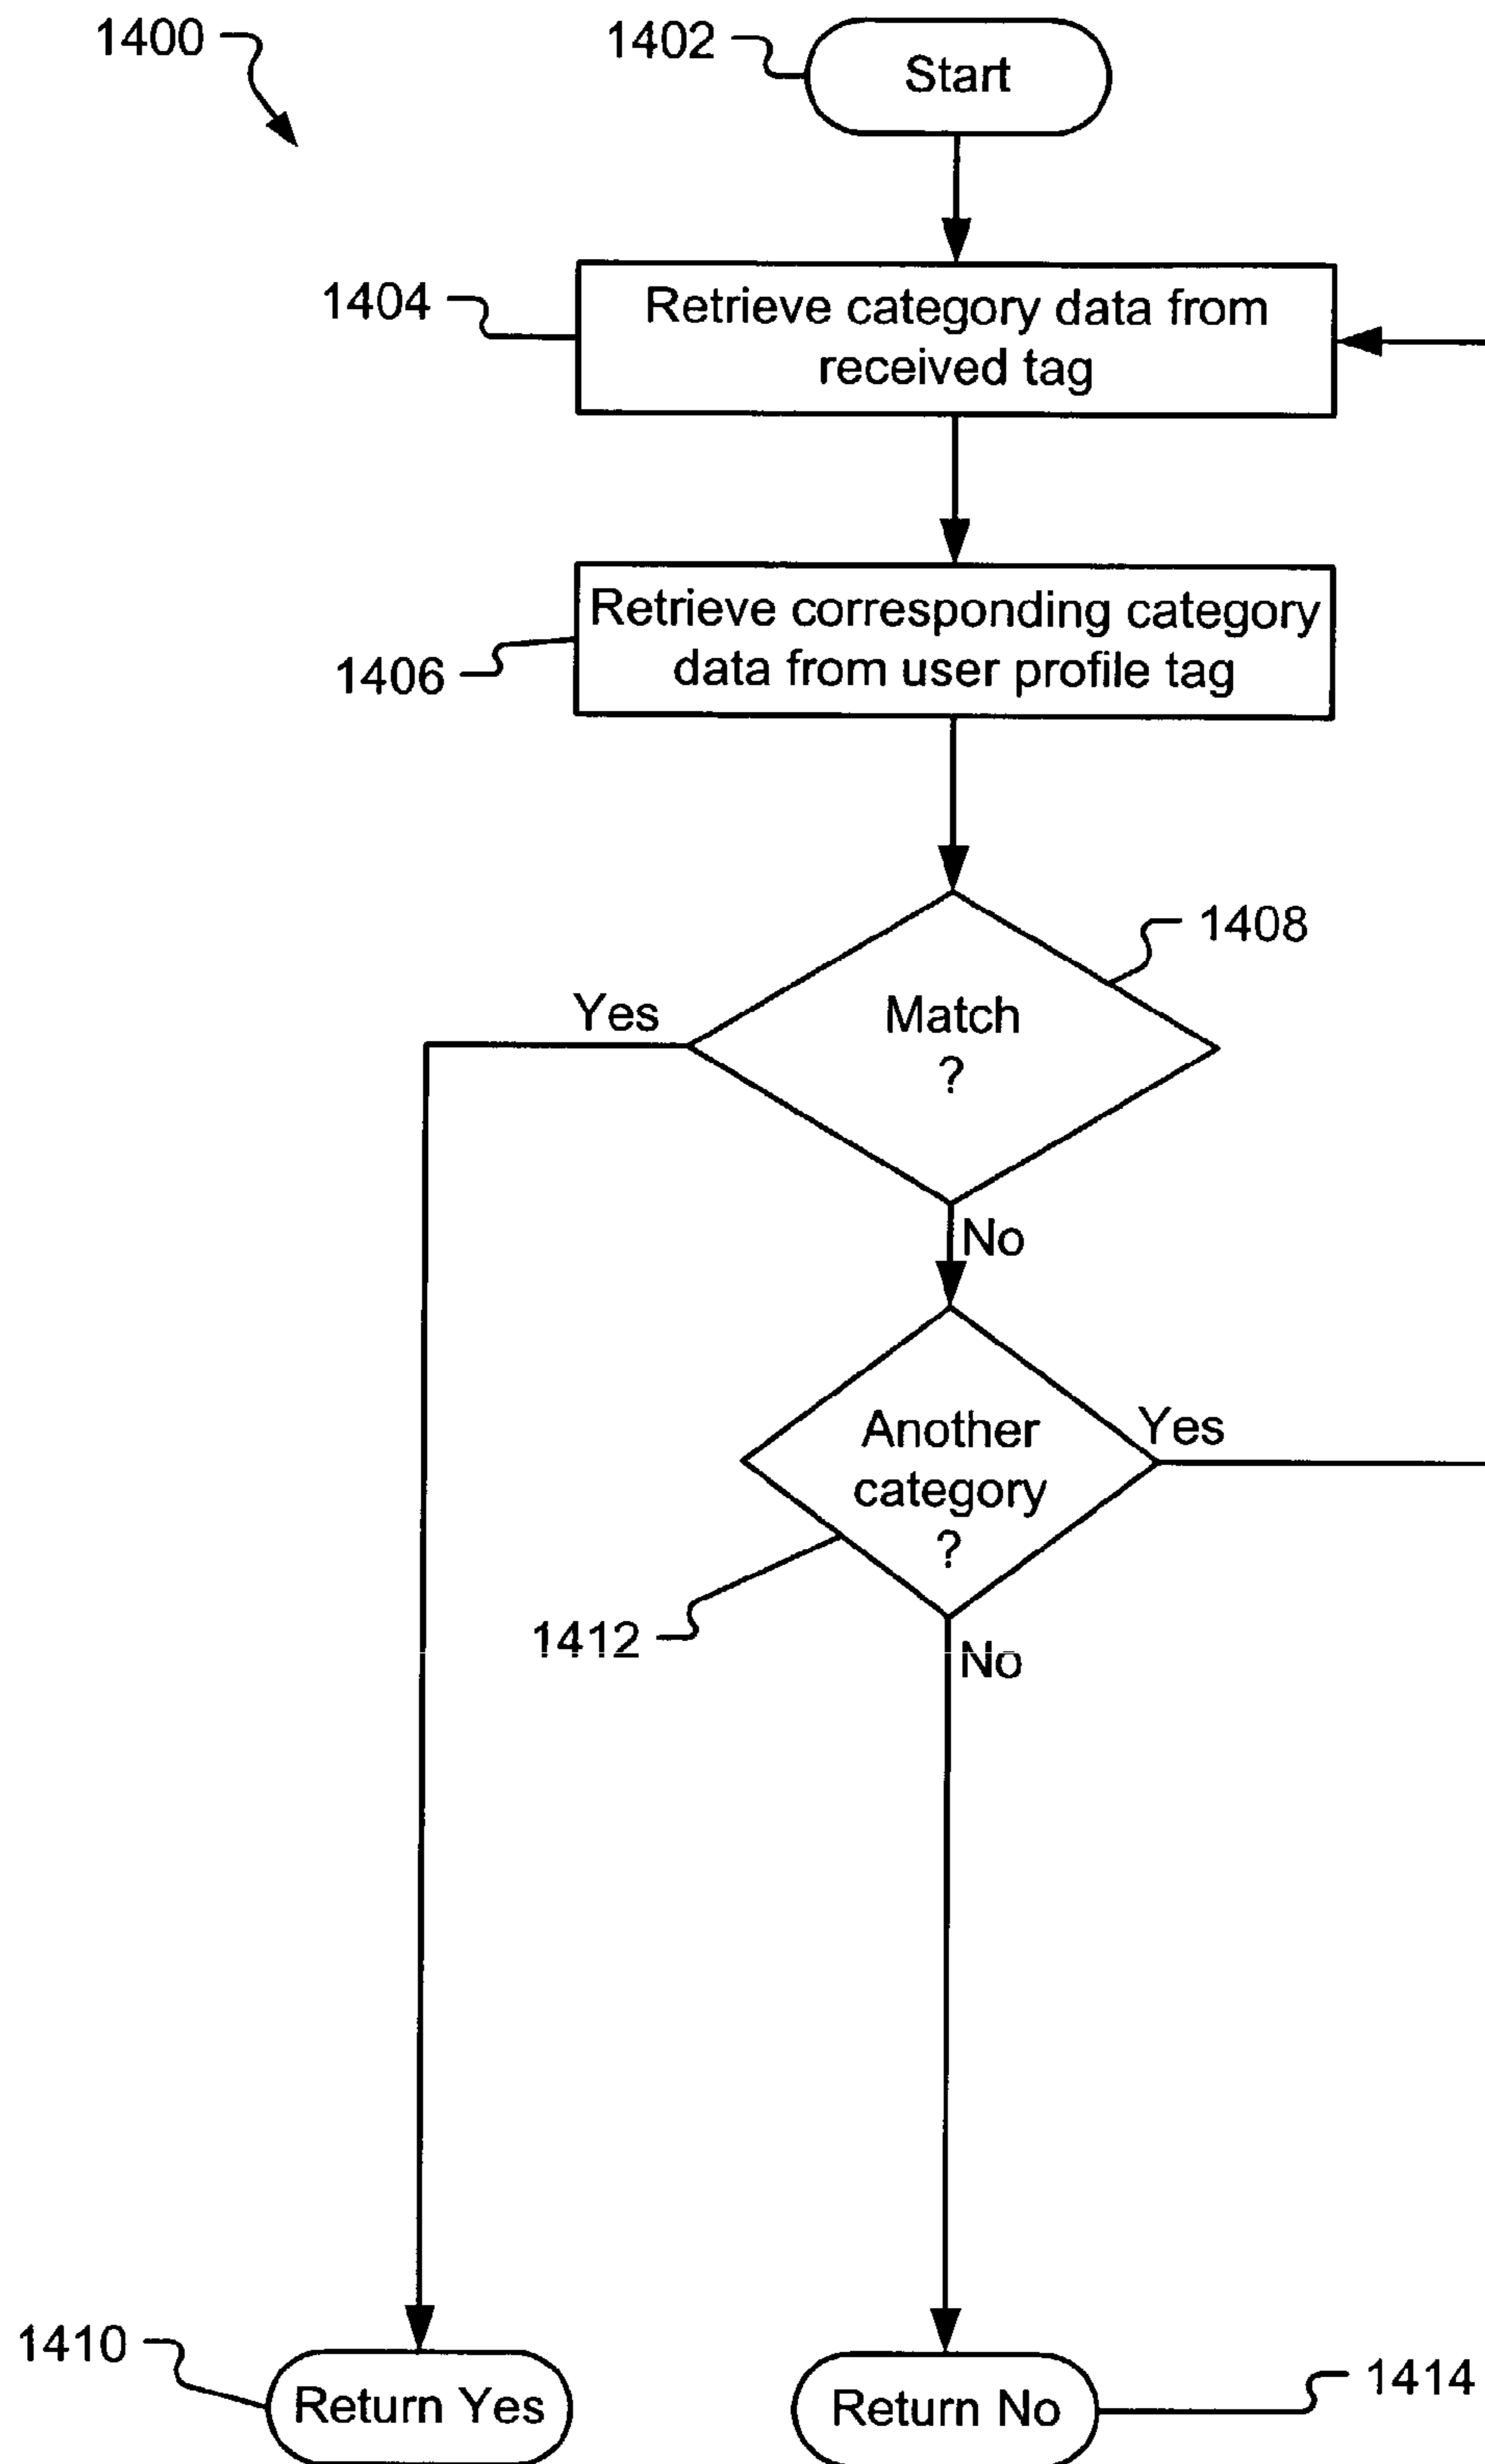 1400
1402
Start
1404
Retrieve category data from
received tag
1406
Retrieve corresponding category
data from user profile tag
1408
Match
?
Yes
No
Another
category
?
Yes
1412
No
1410
Return Yes
Return No
1414